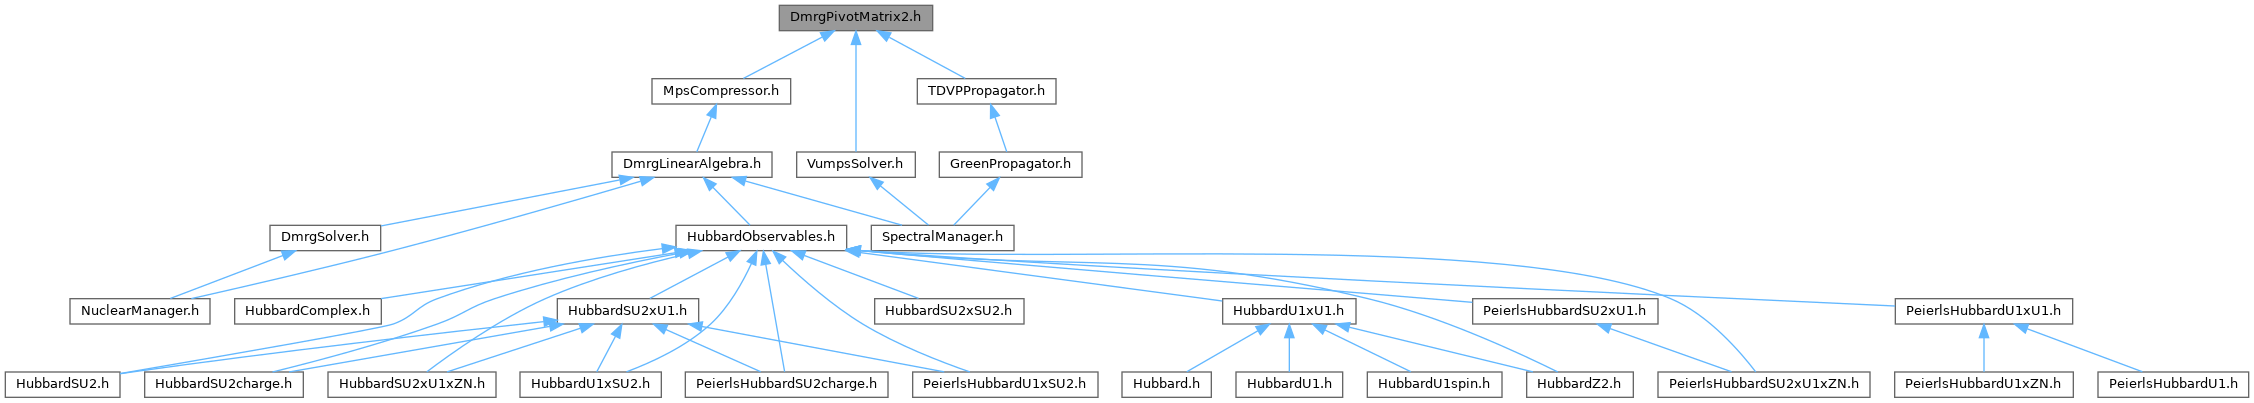 DmrgPivotMatrix2.h
MpsCompressor.h
TDVPPropagator.h
DmrgLinearAlgebra.h
VumpsSolver.h
GreenPropagator.h
DmrgSolver.h
HubbardObservables.h
SpectralManager.h
NuclearManager.h
HubbardComplex.h
HubbardSU2xU1.h
HubbardSU2xSU2.h
HubbardU1xU1.h
PeierlsHubbardSU2xU1.h
PeierlsHubbardU1xU1.h
HubbardSU2.h
HubbardSU2charge.h
HubbardSU2xU1xZN.h
HubbardU1xSU2.h
PeierlsHubbardSU2charge.h
PeierlsHubbardU1xSU2.h
Hubbard.h
HubbardU1.h
HubbardU1spin.h
HubbardZ2.h
PeierlsHubbardSU2xU1xZN.h
PeierlsHubbardU1xZN.h
PeierlsHubbardU1.h